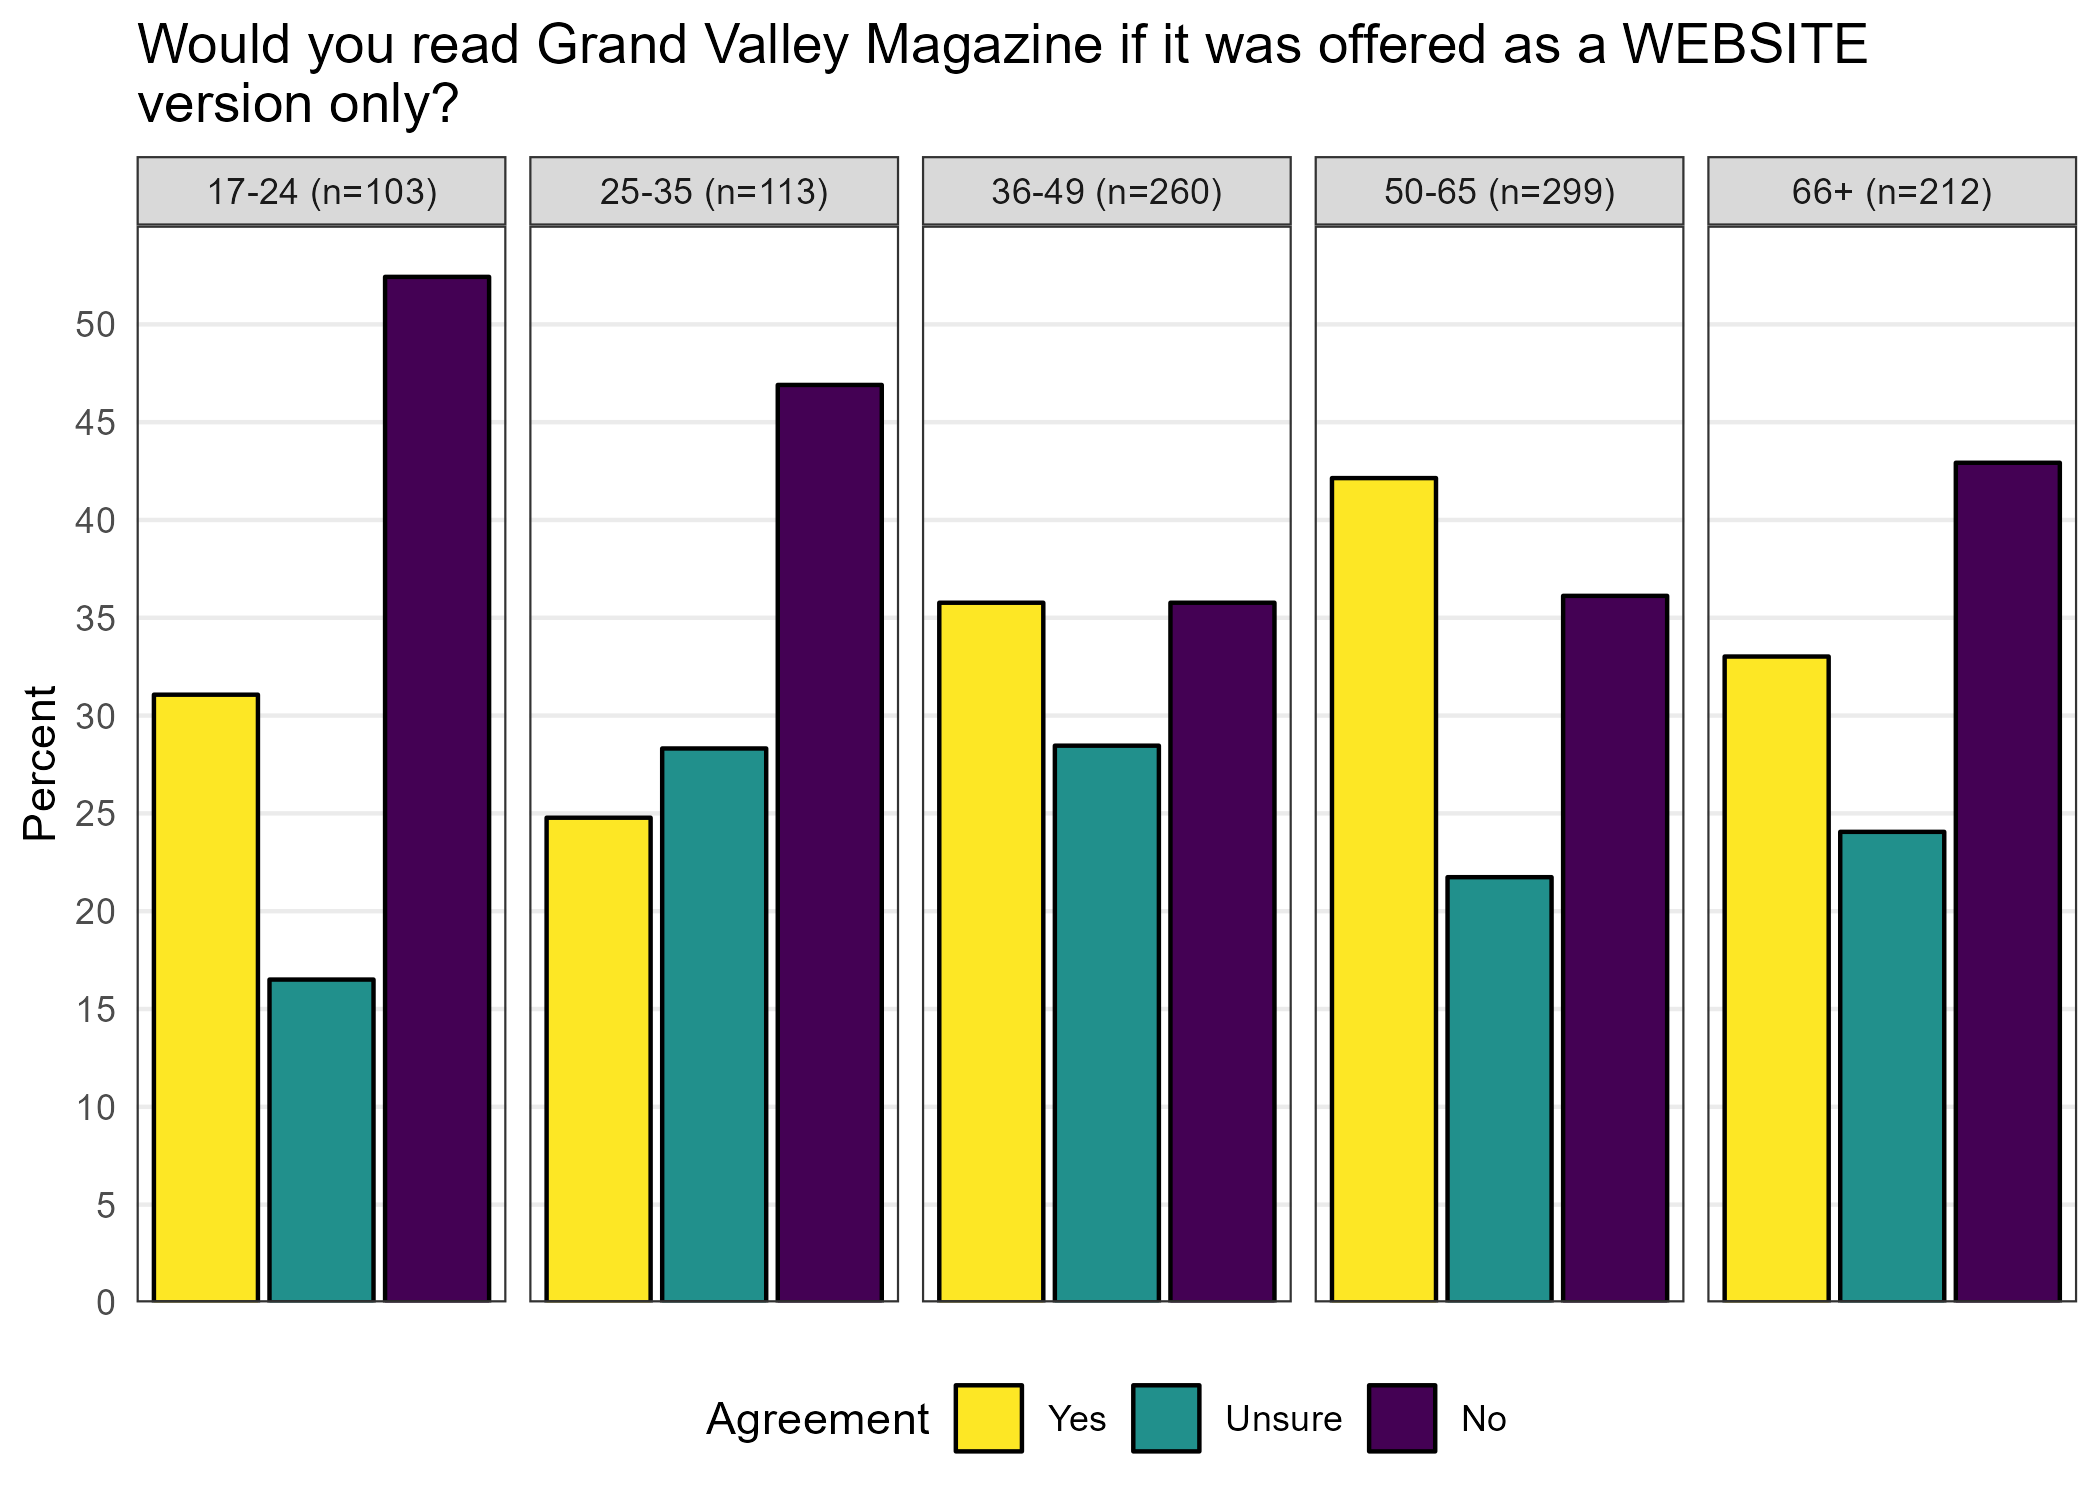 Would you read Grand Valley Magazine if it was offered as a WEBSITE
version only?
17-24 (n=103)
25-35 (n=113)
36-49 (n=260)
50-65 (n=299)
66+ (n=212)
Percent
50
45
40
35
30
25
20
15
10
5
0
Agreement
Yes
Unsure
No